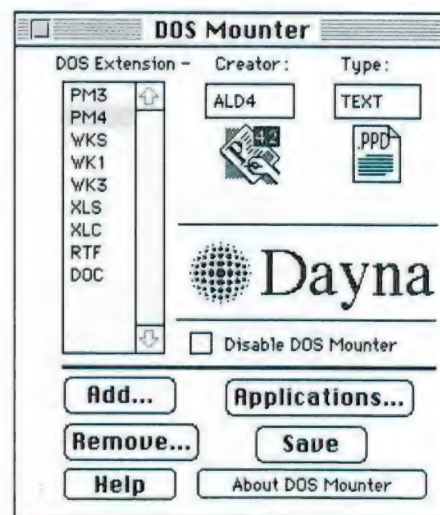 DOS Mounter
DOS Extension – Creator: Type:
PM3
PM4
WKS
WK1
WK3
XLS
XLC
RTF
DOC
ALD4 TEXT
42
.PPD
Dayna
Disable DOS Mounter
Add... Applications...
Remove... Save
Help About DOS Mounter